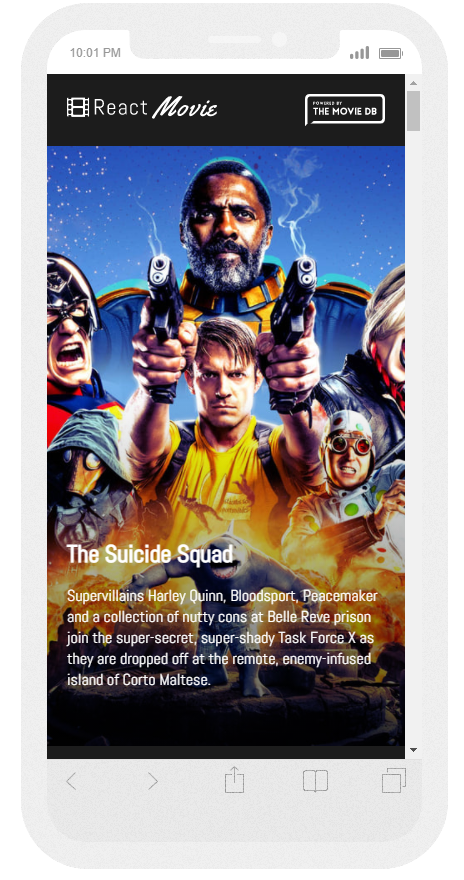 10:01 PM
React Movie
POWERED BY
THE MOVIE DB
The Suicide Squad
Supervillains Harley Quinn, Bloodsport, Peacemaker
and a collection of nutty cons at Belle Reve prison
join the super-secret, super-shady Task Force X as
they are dropped off at the remote, enemy-infused
island of Corto Maltese.